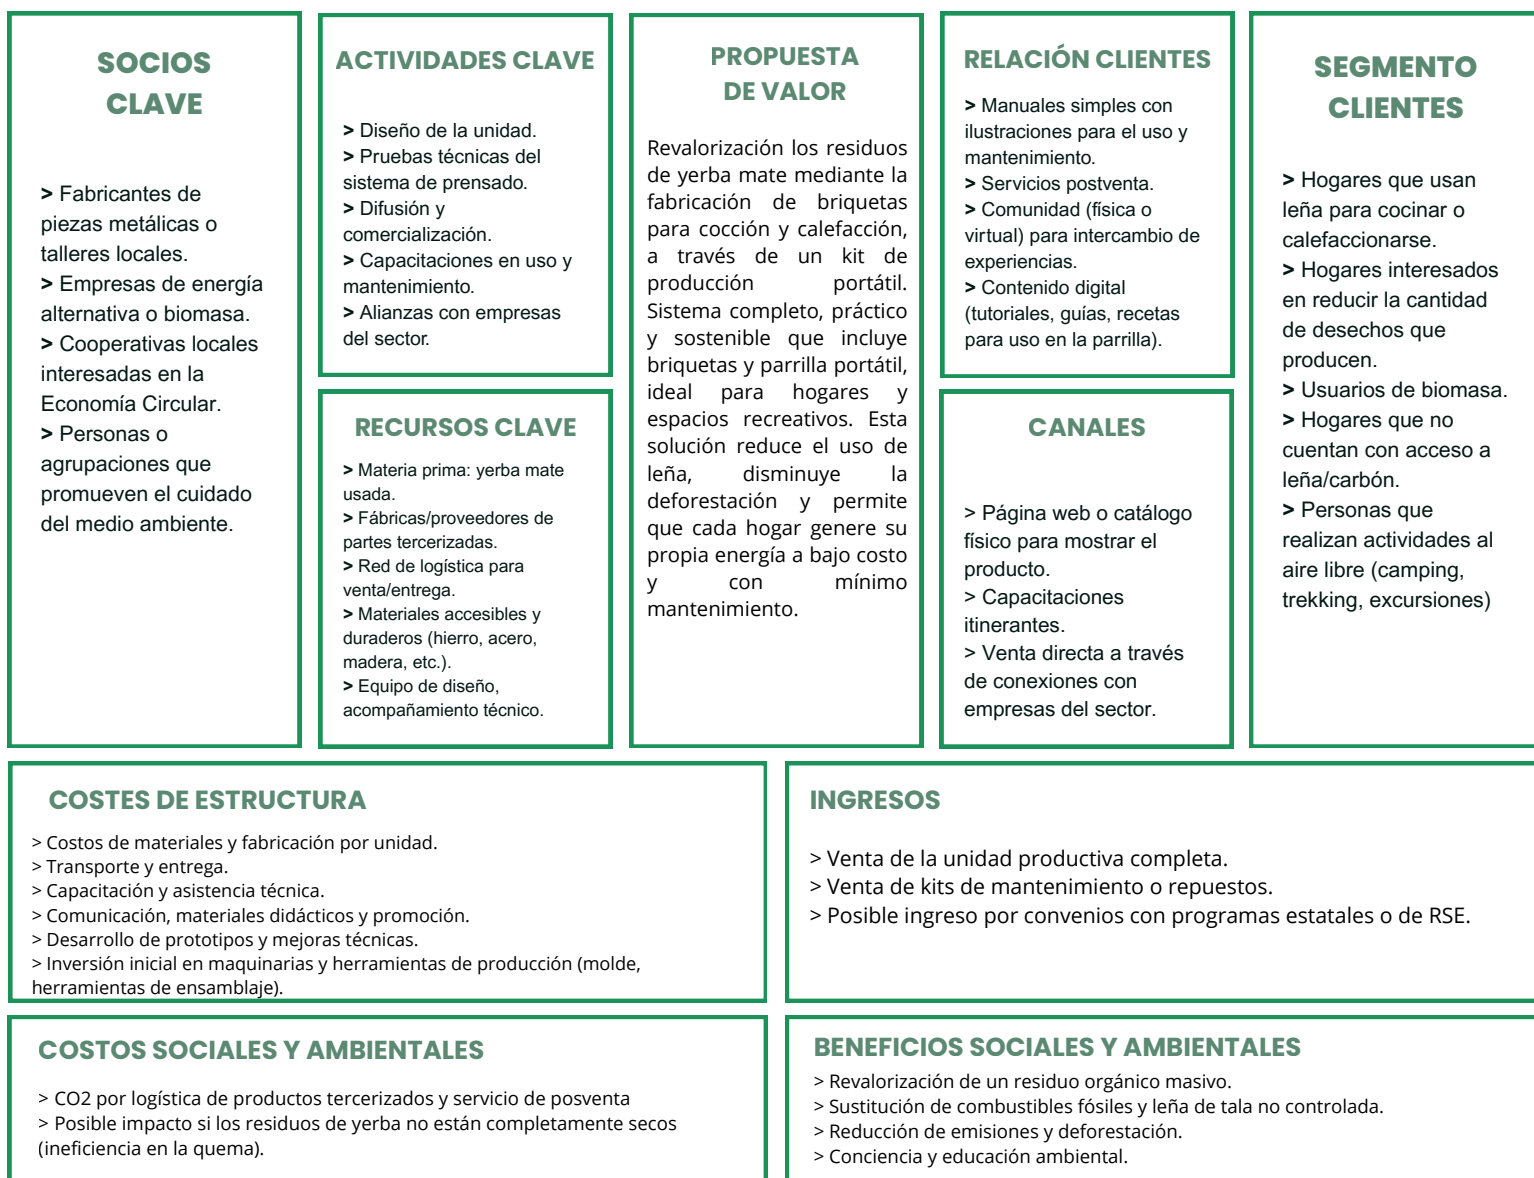 SOCIOS
CLAVE
> Fabricantes de
piezas metálicas o
talleres locales.
> Empresas de energía
alternativa o biomasa.
> Cooperativas locales
interesadas en la
Economía Circular.
> Personas o
agrupaciones que
promueven el cuidado
del medio ambiente.
ACTIVIDADES CLAVE
> Diseño de la unidad.
> Pruebas técnicas del
sistema de prensado.
> Difusión y
comercialización.
> Capacitaciones en uso y
mantenimiento.
> Alianzas con empresas
del sector.
RECURSOS CLAVE
> Materia prima: yerba mate
usada.
> Fábricas/proveedores de
partes tercerizadas.
> Red de logística para
venta/entrega.
> Materiales accesibles y
duraderos (hierro, acero,
madera, etc.).
> Equipo de diseño,
acompañamiento técnico.
PROPUESTA
DE VALOR
Revalorización los residuos
de yerba mate mediante la
fabricación de briquetas
para cocción y calefacción,
a través de un kit de
producción portátil.
Sistema completo, práctico
y sostenible que incluye
briquetas y parrilla portátil,
ideal para hogares y
espacios recreativos. Esta
solución reduce el uso de
leña, disminuye la
deforestación y permite
que cada hogar genere su
propia energía a bajo costo
y con mínimo
mantenimiento.
RELACIÓN CLIENTES
> Manuales simples con
ilustraciones para el uso y
mantenimiento.
> Servicios postventa.
> Comunidad (física o
virtual) para intercambio de
experiencias.
> Contenido digital
(tutoriales, guías, recetas
para uso en la parrilla).
CANALES
> Página web o catálogo
físico para mostrar el
producto.
> Capacitaciones
itinerantes.
> Venta directa a través
de conexiones con
empresas del sector.
SEGMENTO
CLIENTES
> Hogares que usan
leña para cocinar o
calefaccionarse.
> Hogares interesados
en reducir la cantidad
de desechos que
producen.
> Usuarios de biomasa.
> Hogares que no
cuentan con acceso a
leña/carbón.
> Personas que
realizan actividades al
aire libre (camping,
trekking, excursiones)
COSTES DE ESTRUCTURA
> Costos de materiales y fabricación por unidad.
> Transporte y entrega.
> Capacitación y asistencia técnica.
> Comunicación, materiales didácticos y promoción.
> Desarrollo de prototipos y mejoras técnicas.
> Inversión inicial en maquinarias y herramientas de producción (molde,
herramientas de ensamblaje).
INGRESOS
> Venta de la unidad productiva completa.
> Venta de kits de mantenimiento o repuestos.
> Posible ingreso por convenios con programas estatales o de RSE.
COSTOS SOCIALES Y AMBIENTALES
> CO2 por logística de productos tercerizados y servicio de posventa
> Posible impacto si los residuos de yerba no están completamente secos
(ineficiencia en la quema).
BENEFICIOS SOCIALES Y AMBIENTALES
> Revalorización de un residuo orgánico masivo.
> Sustitución de combustibles fósiles y leña de tala no controlada.
> Reducción de emisiones y deforestación.
> Conciencia y educación ambiental.